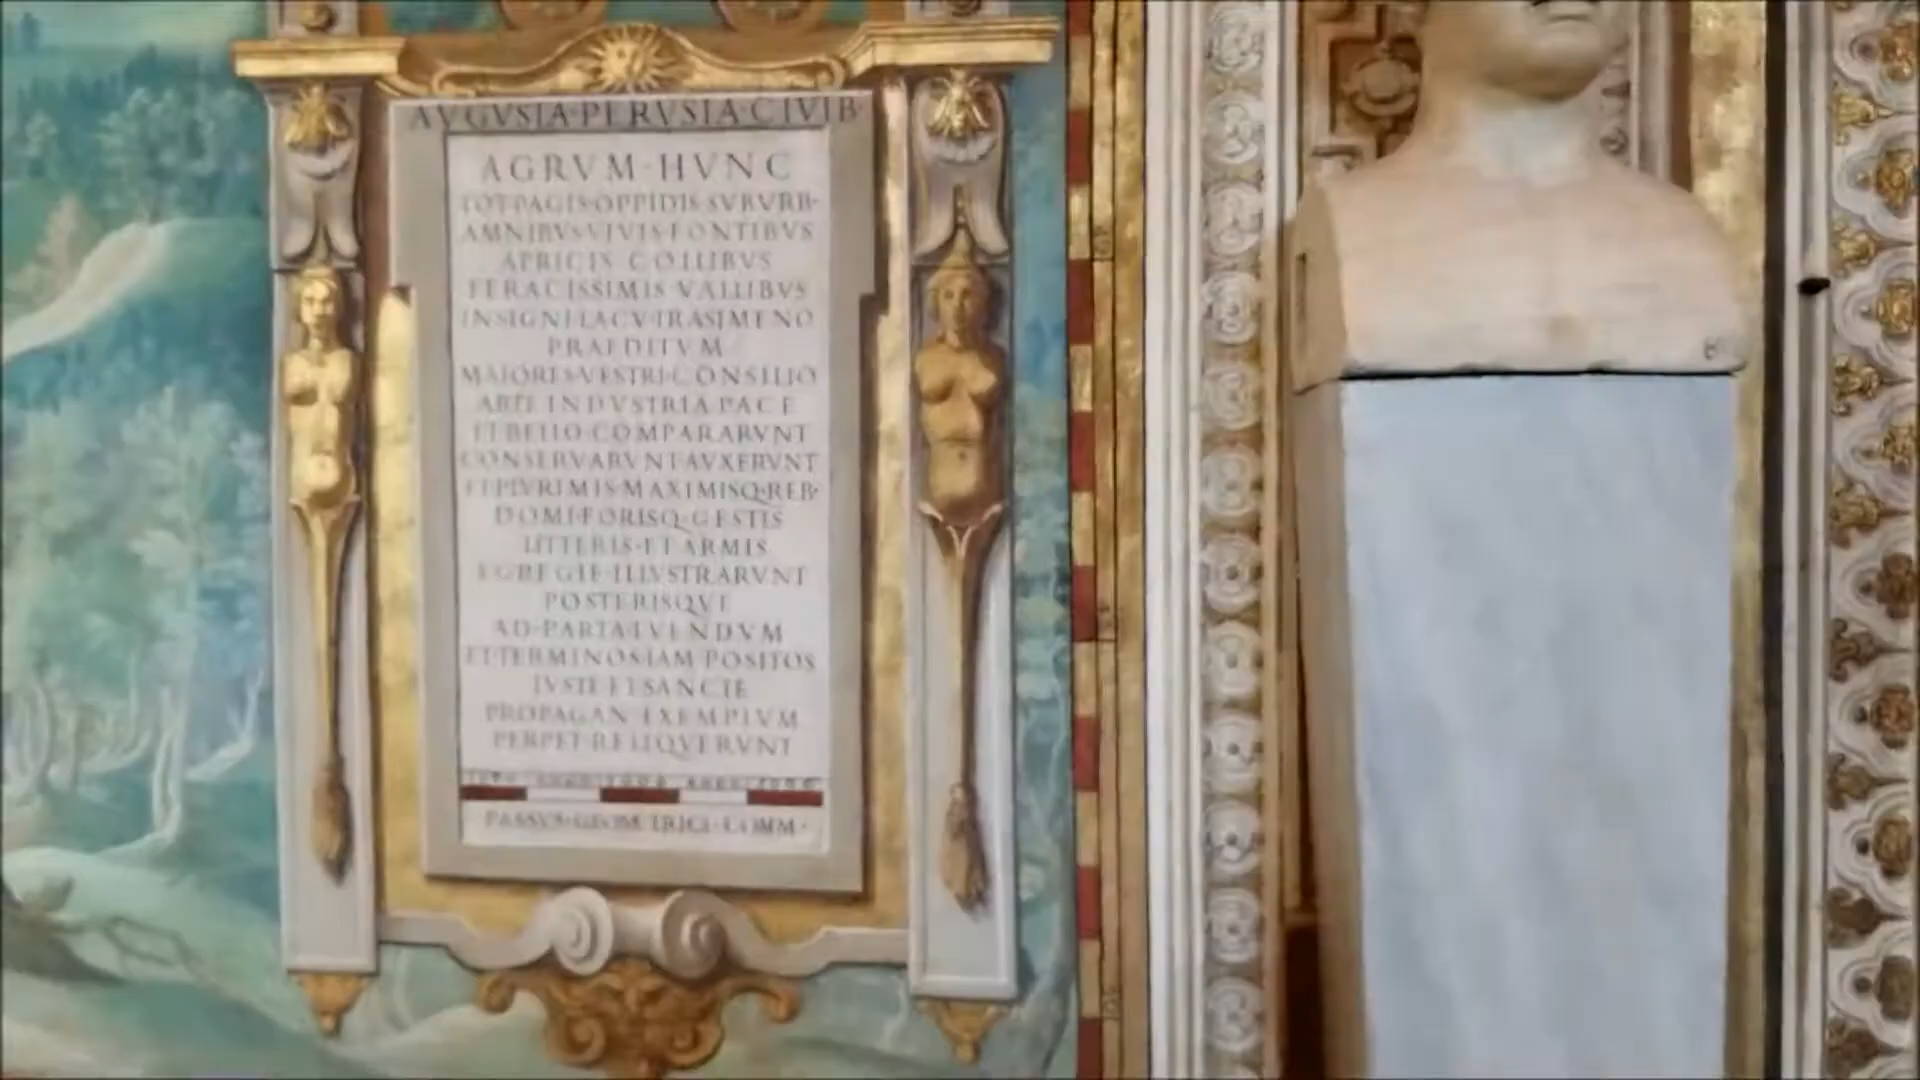 AVGVSTA·PERVSIA·CIVIB·
AGRVM·HVNC
TOT·PAGIS·OPPIDIS·SVBVRB·
AMNIBVS·VIVIS·FONTIBVS
APRICIS COLLIBVS
FERACISSIMIS VALLIBVS
INSIGNI·LACV·TRASIMENO
PRAEDITVM
MAIORES·VESTRI·CONSILIO
ARTE INDVSTRIA PACE
ET BELLO·COMPARARVNT
CONSERVARVNT·AVXERVNT
ET·PLVRIMIS·MAXIMISQ·REB·
DOMI·FORISQ·GESTIS
LITTERIS·ET ARMIS
EGREGIE·ILLVSTRARVNT
POSTERISQVE
AD·PARTA·TVENDVM
ET·TERMINOS·IAM·POSITOS
IVSTE ET SANCTE
PROPAGAN·EXEMPLVM
PERPET·RELIQVERVNT
PASSVS·GEOMETRICI·COMM·